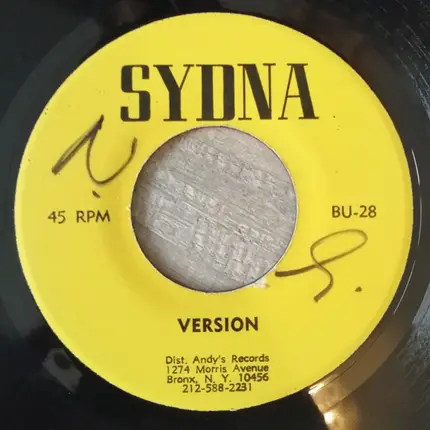 SYDNA
N.
45 RPM
BU-28
S.
VERSION
Dist. Andy's Records
1274 Morris Avenue
Bronx, N. Y. 10456
212-588-2231